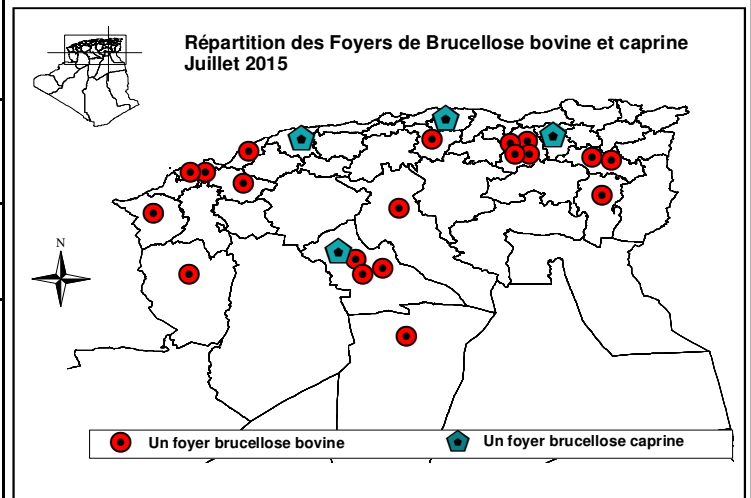 Répartition des Foyers de Brucellose bovine et caprine
Juillet 2015
N
Un foyer brucellose bovine
Un foyer brucellose caprine